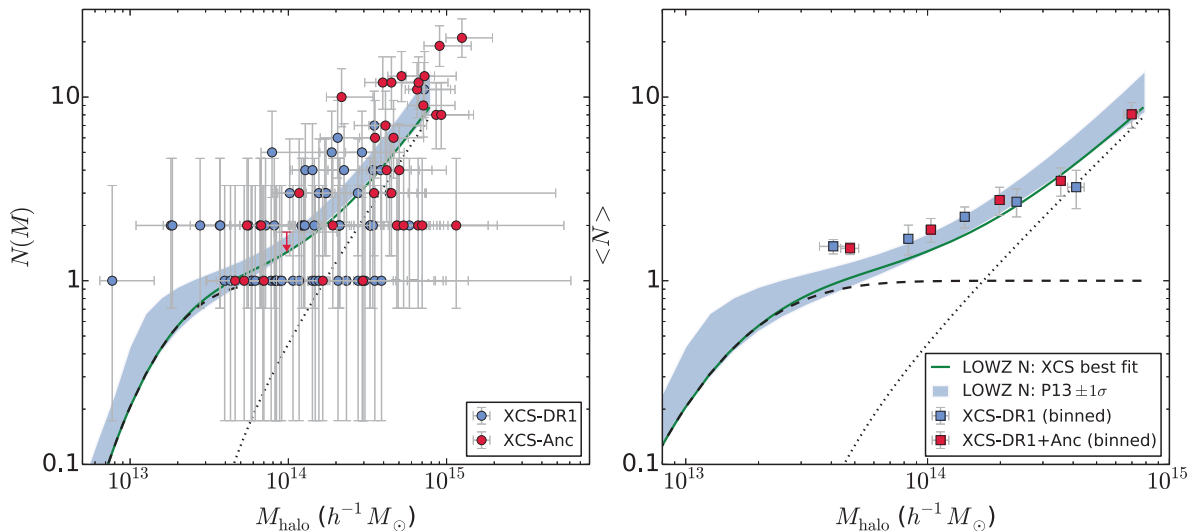 N(M)
10
1
0.1
10^13
10^14
10^15
M_halo (h^−1 M_⊙)
XCS-DR1
XCS-Anc
<N>
10
1
0.1
10^13
10^14
10^15
M_halo (h^−1 M_⊙)
LOWZ N: XCS best fit
LOWZ N: P13 ±1σ
XCS-DR1 (binned)
XCS-DR1+Anc (binned)